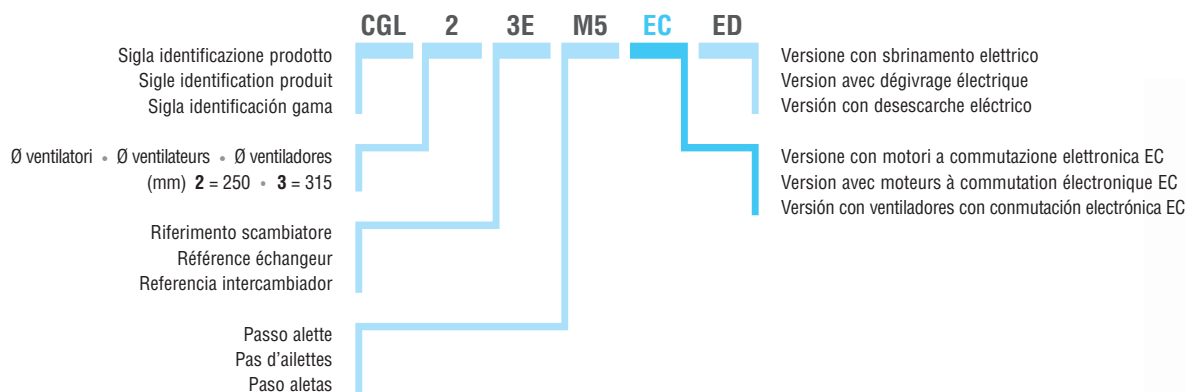 CGL 2 3E M5 EC ED
Sigla identificazione prodotto
Sigle identification produit
Sigla identificación gama
Ø ventilatori • Ø ventilateurs • Ø ventiladores
(mm) 2 = 250 • 3 = 315
Riferimento scambiatore
Référence échangeur
Referencia intercambiador
Passo alette
Pas d'ailettes
Paso aletas
Versione con sbrinamento elettrico
Version avec dégivrage électrique
Versión con desescarche eléctrico
Versione con motori a commutazione elettronica EC
Version avec moteurs à commutation électronique EC
Versión con ventiladores con conmutación electrónica EC